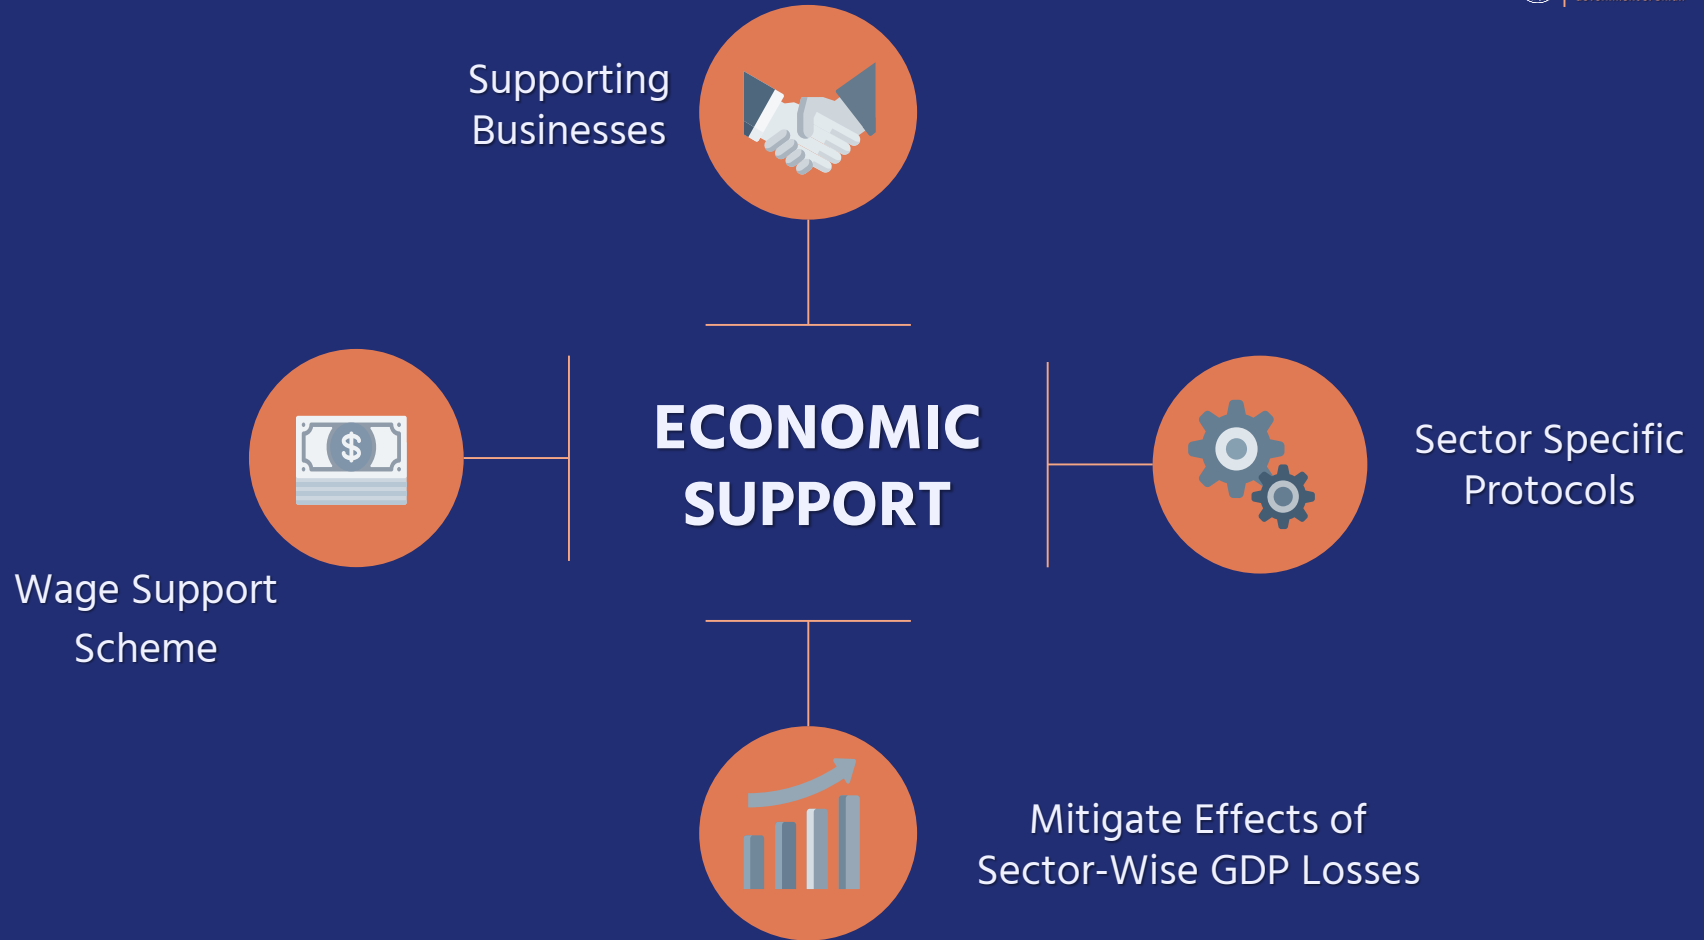 Supporting
Businesses
ECONOMIC
SUPPORT
Sector Specific
Protocols
$
Wage Support
Scheme
Mitigate Effects of
Sector-Wise GDP Losses